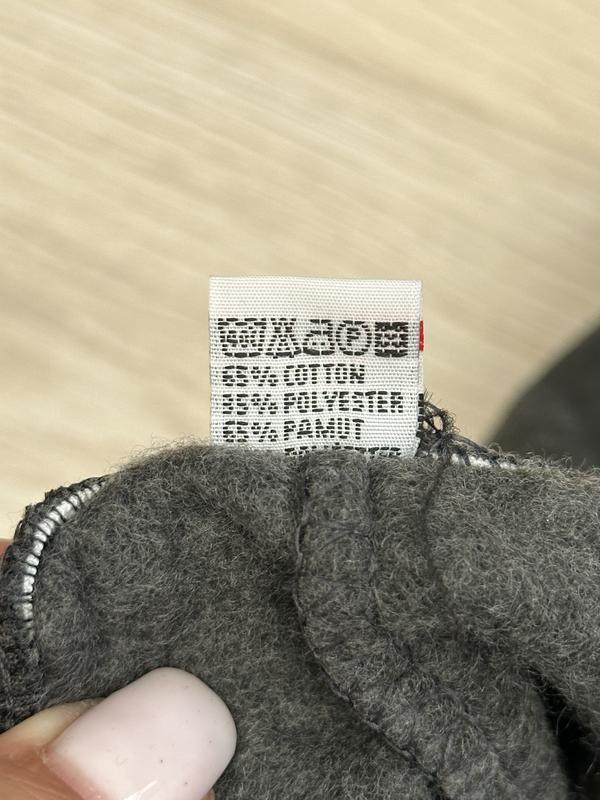 P
65% COTTON
35% POLYESTER
65% PAMUT